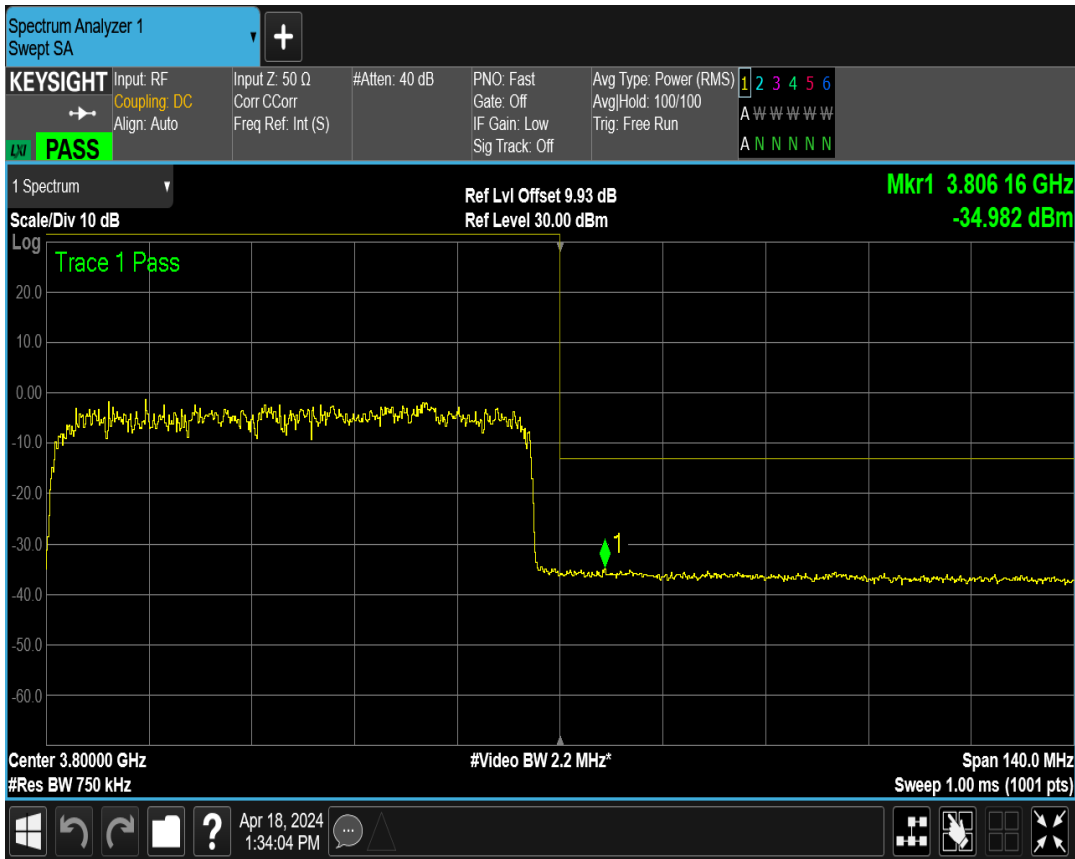 Spectrum Analyzer 1
Swept SA
+
KEYSIGHT
LXI PASS
Input: RF
Coupling: DC
Align: Auto
Input Z: 50 Ω
Corr CCorr
Freq Ref: Int (S)
#Atten: 40 dB
PNO: Fast
Gate: Off
IF Gain: Low
Sig Track: Off
Avg Type: Power (RMS)
Avg|Hold: 100/100
Trig: Free Run
1 2 3 4 5 6
A W W W W W
A N N N N N
1 Spectrum
Scale/Div 10 dB
Ref Lvl Offset 9.93 dB
Ref Level 30.00 dBm
Mkr1 3.806 16 GHz
-34.982 dBm
Log
Trace 1 Pass
20.0
10.0
0.00
-10.0
-20.0
-30.0
-40.0
-50.0
-60.0
1
Center 3.80000 GHz
#Res BW 750 kHz
#Video BW 2.2 MHz*
Span 140.0 MHz
Sweep 1.00 ms (1001 pts)
?
Apr 18, 2024
1:34:04 PM